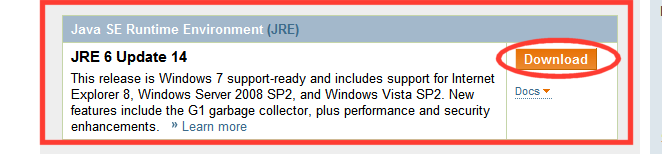 Java SE Runtime Environment (JRE)
JRE 6 Update 14
Download
This release is Windows 7 support-ready and includes support for Internet
Explorer 8, Windows Server 2008 SP2, and Windows Vista SP2. New
features include the G1 garbage collector, plus performance and security
enhancements. » Learn more
Docs